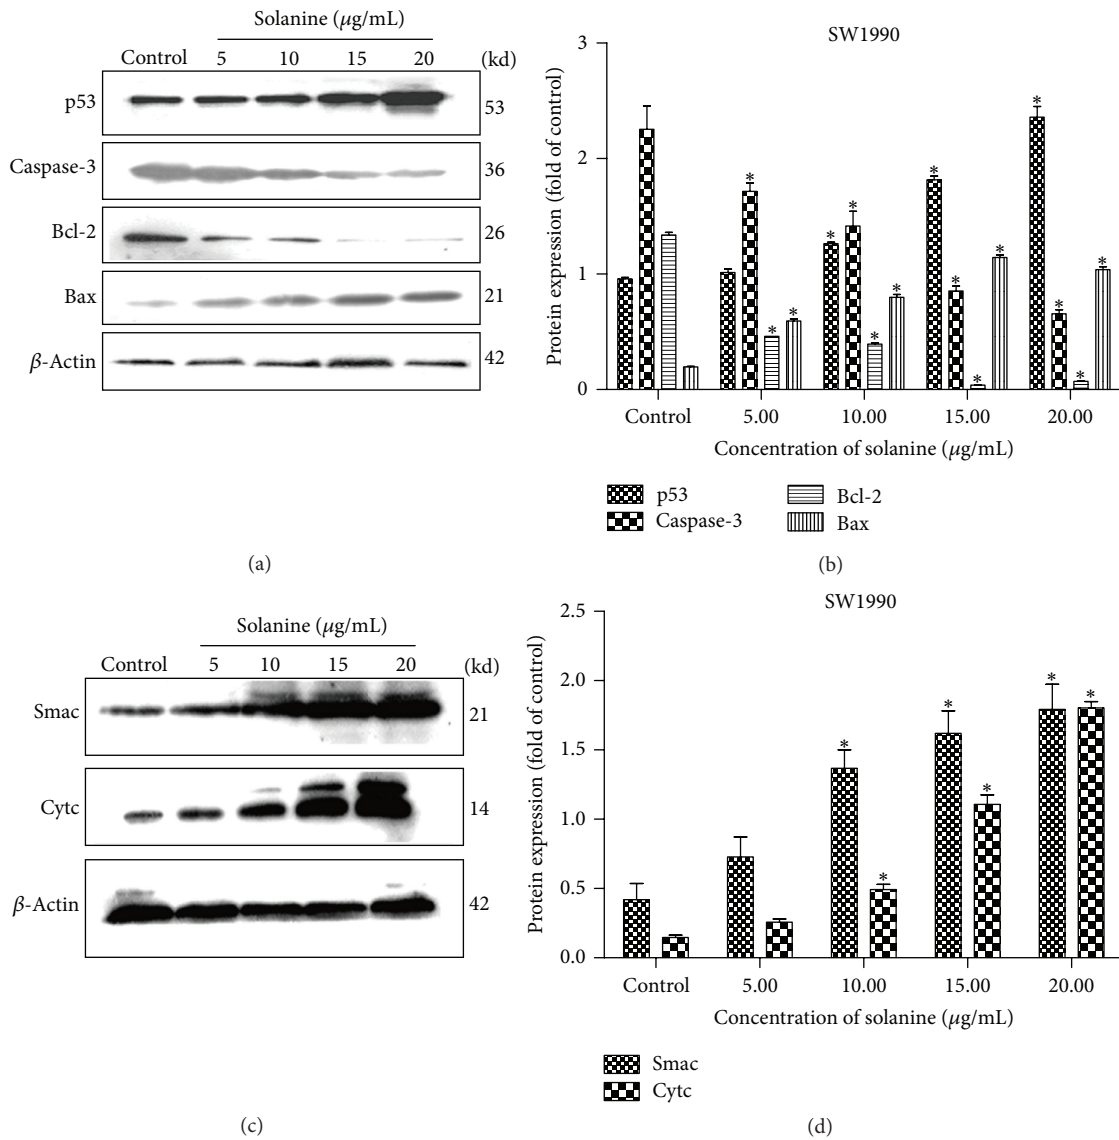 Solanine (μg/mL)
Control 5 10 15 20 (kd)
p53 53
Caspase-3 36
Bcl-2 26
Bax 21
β-Actin 42
(a)
SW1990
Protein expression (fold of control)
3
2
1
0
* * * * * * * * * * * * * * *
Control 5.00 10.00 15.00 20.00
Concentration of solanine (μg/mL)
p53 Bcl-2
Caspase-3 Bax
(b)
Solanine (μg/mL)
Control 5 10 15 20 (kd)
Smac 21
Cytc 14
β-Actin 42
(c)
SW1990
Protein expression (fold of control)
2.5
2.0
1.5
1.0
0.5
0.0
* * * * * *
Control 5.00 10.00 15.00 20.00
Concentration of solanine (μg/mL)
Smac
Cytc
(d)